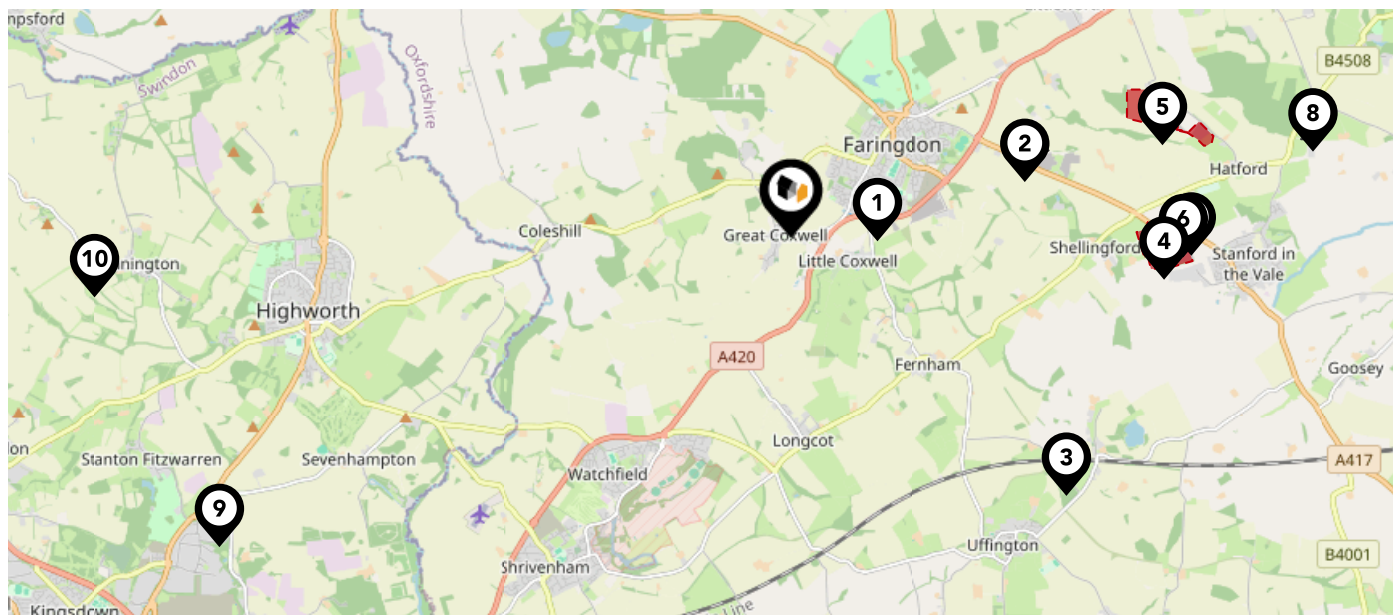 Swindon
Oxfordshire
B4508
5
8
2
Faringdon
Hatford
1
6
Great Coxwell
Coleshill
4
Shellingford
Stanford in
the Vale
Little Coxwell
10
Highworth
A420
Fernham
Goosey
Longcot
Stanton Fitzwarren
Sevenhampton
Watchfield
3
A417
9
Uffington
B4001
Shrivenham
Kingsdown
Line